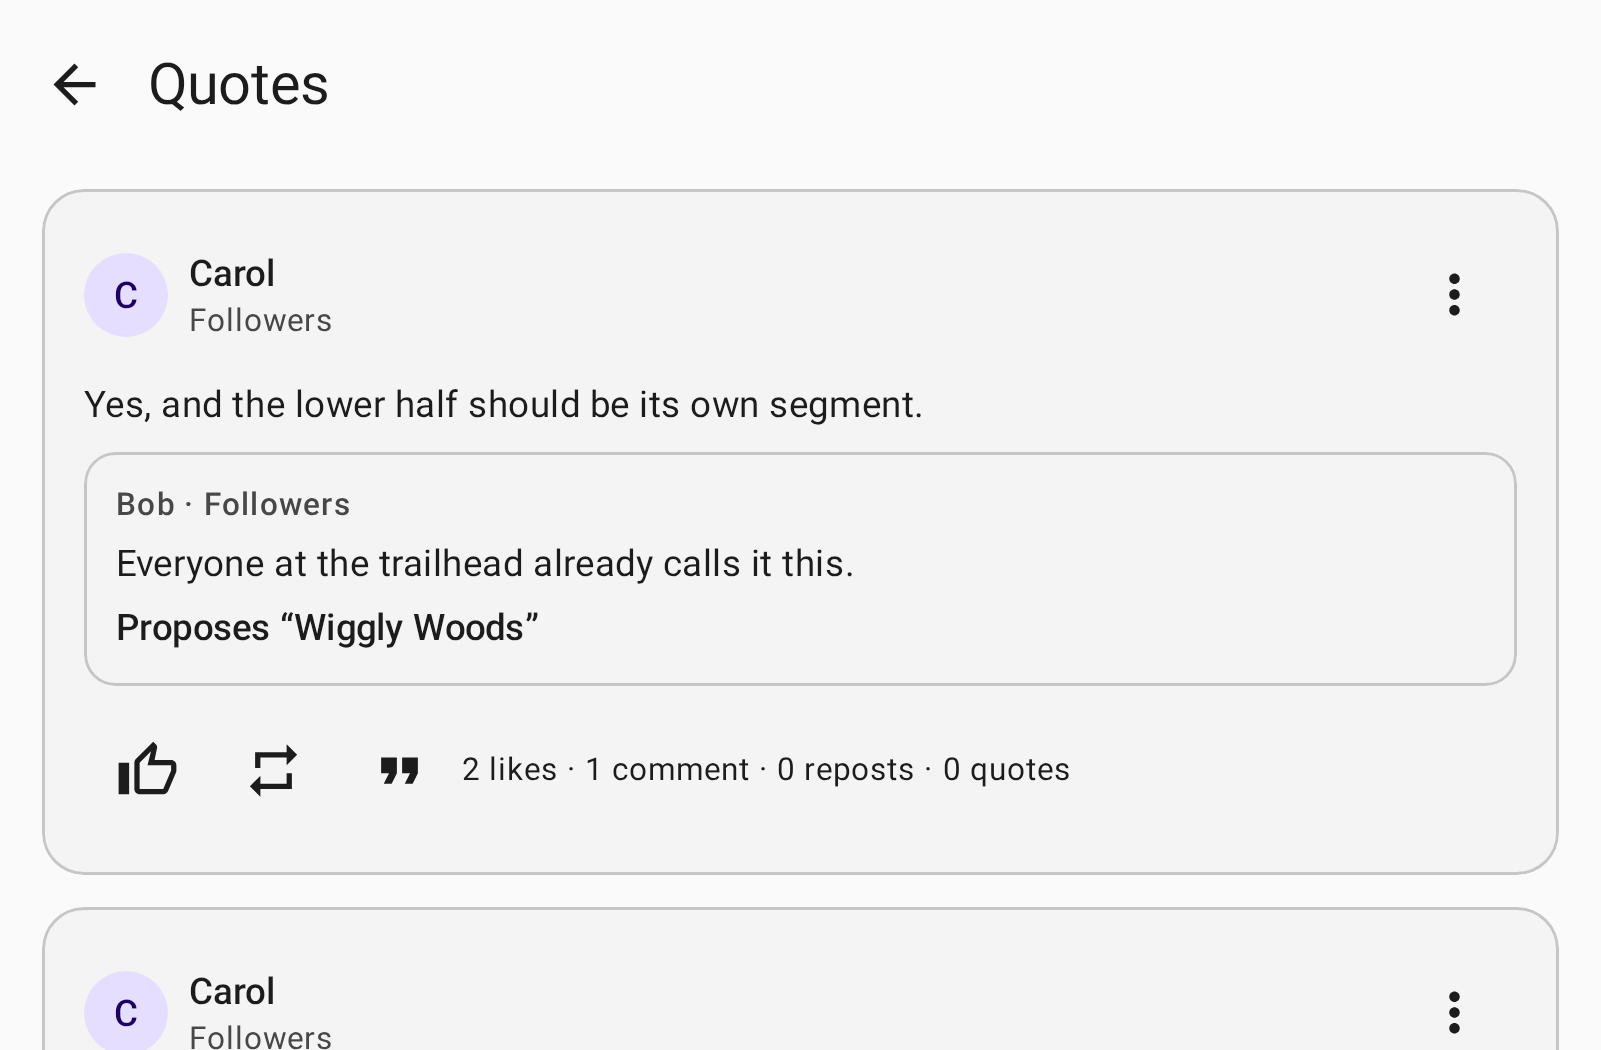 Quotes
C
Carol
Followers
Yes, and the lower half should be its own segment.
Bob · Followers
Everyone at the trailhead already calls it this.
Proposes “Wiggly Woods”
2 likes · 1 comment · 0 reposts · 0 quotes
C
Carol
Followers